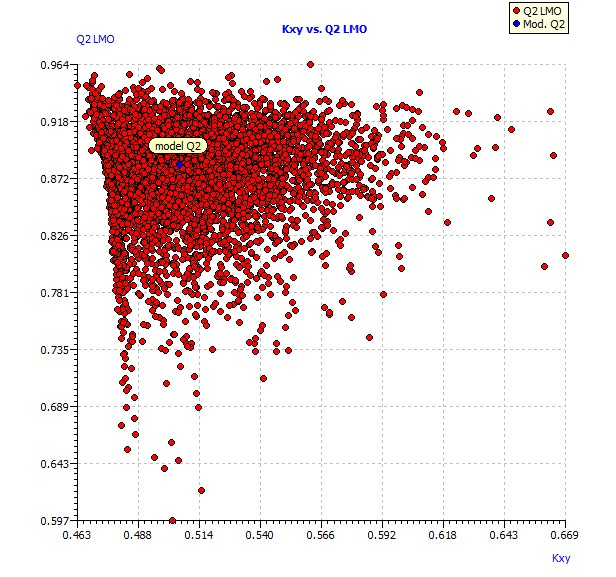 Q2 LMO
Mod. Q2
Kxy vs. Q2 LMO
Q2 LMO
0.964
0.918
model Q2
0.872
0.826
0.781
0.735
0.689
0.643
0.597
0.463 0.488 0.514 0.540 0.566 0.592 0.618 0.643 0.669
Kxy